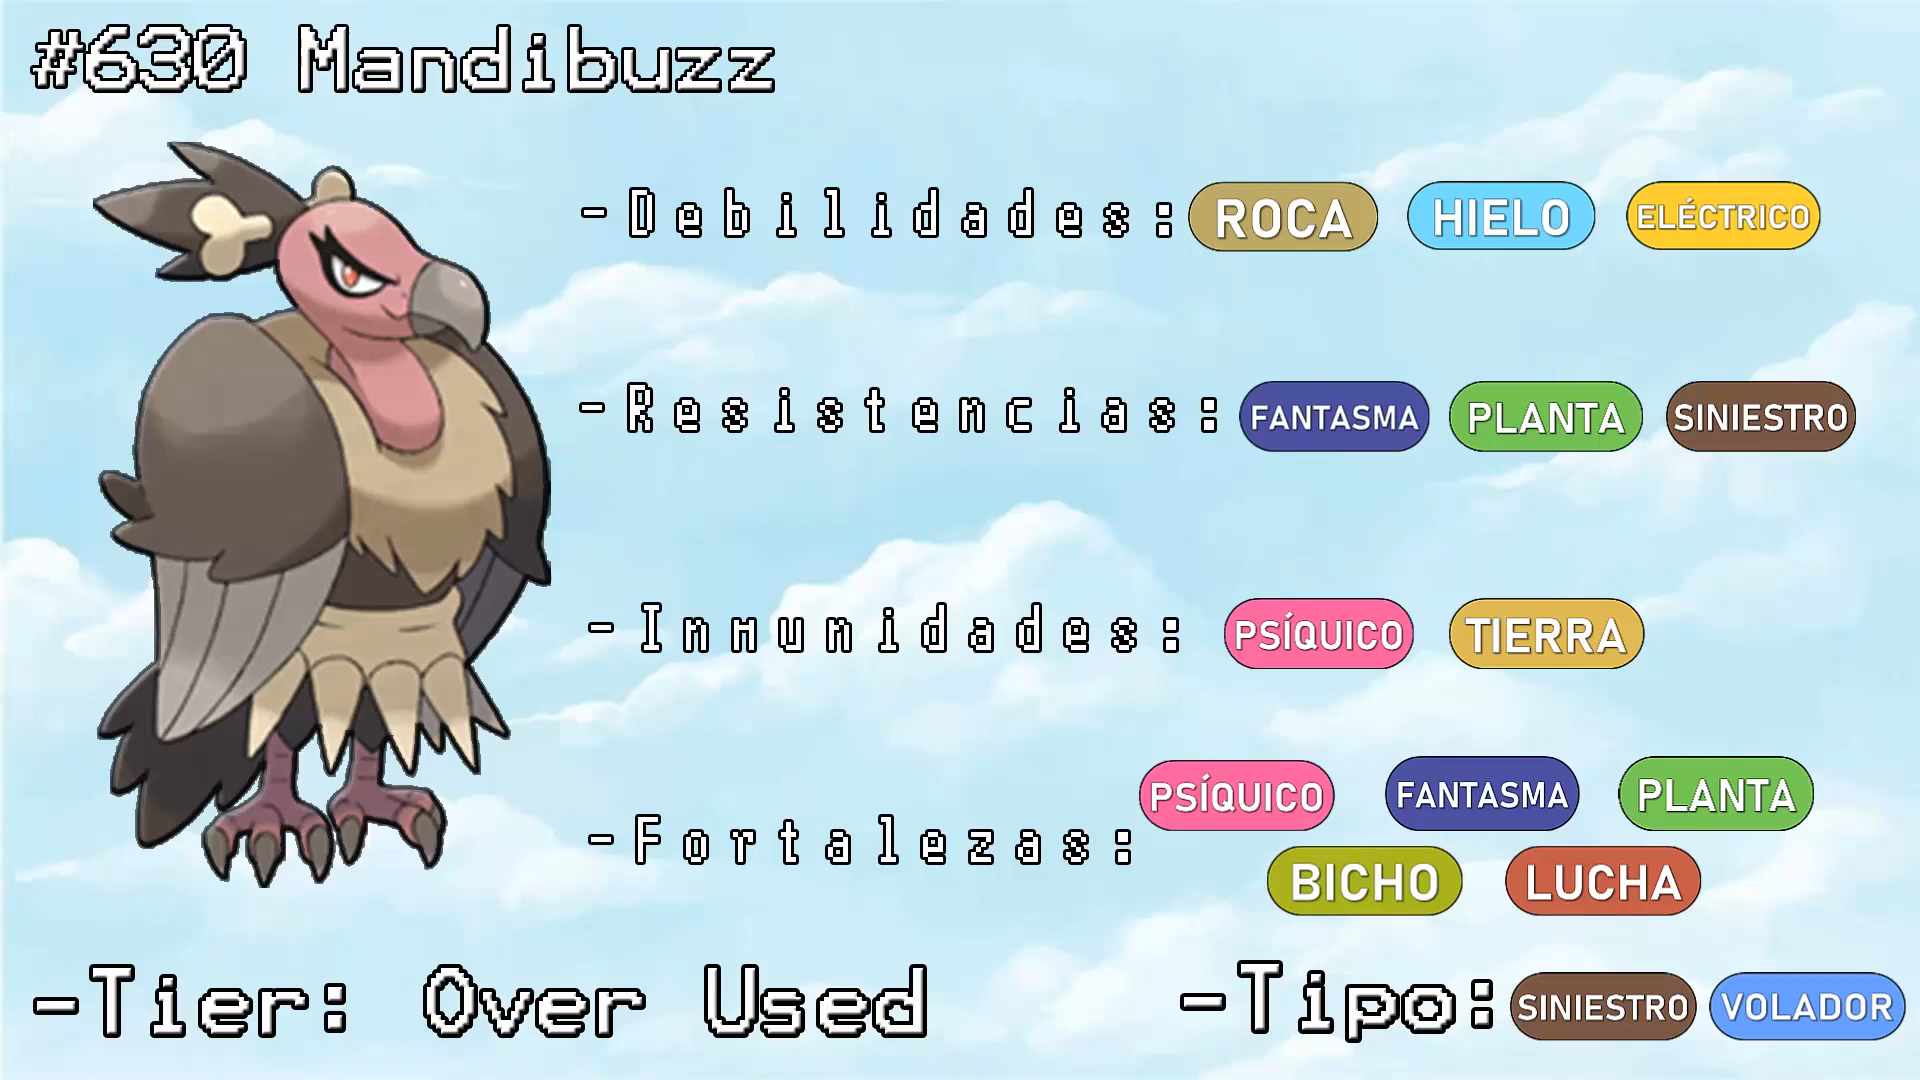 #630 Mandibuzz
-Debilidades: ROCA HIELO ELÉCTRICO
-Resistencias: FANTASMA PLANTA SINIESTRO
-Inmunidades: PSÍQUICO TIERRA
-Fortalezas: PSÍQUICO FANTASMA PLANTA
BICHO LUCHA
-Tier: Over Used
-Tipo: SINIESTRO VOLADOR